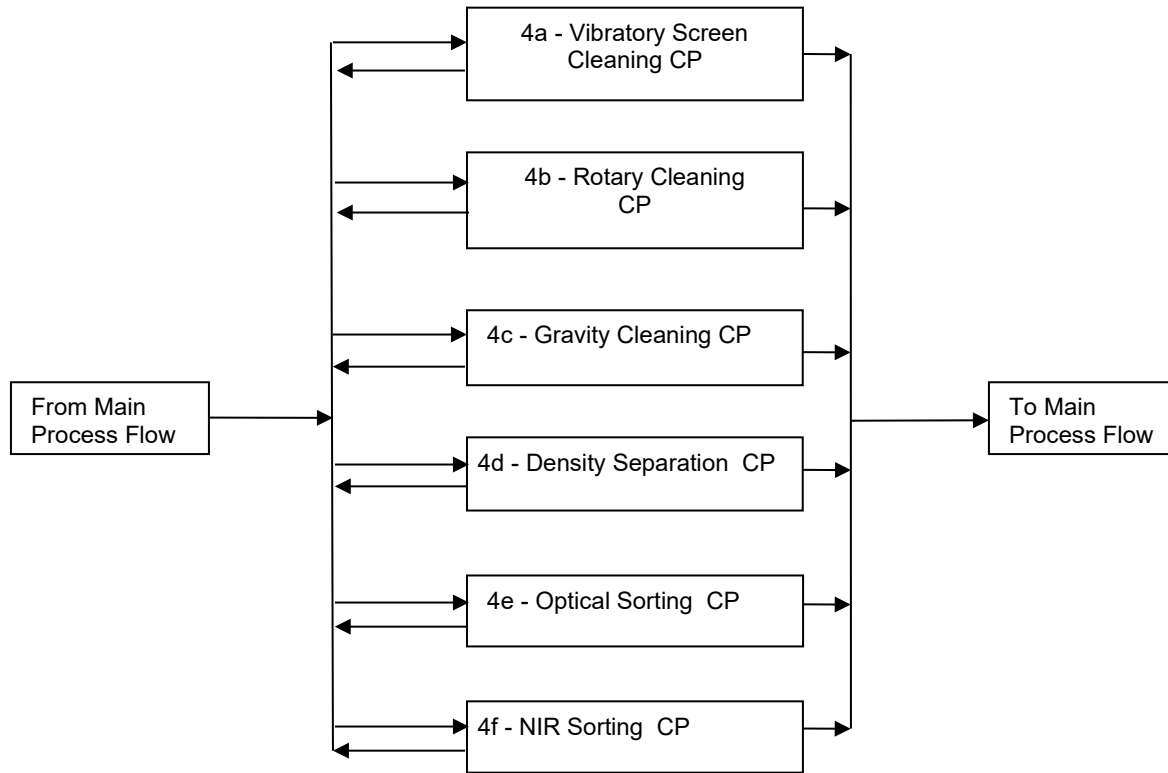 4a - Vibratory Screen
Cleaning CP
4b - Rotary Cleaning
CP
4c - Gravity Cleaning CP
From Main
Process Flow
To Main
Process Flow
4d - Density Separation  CP
4e - Optical Sorting  CP
4f - NIR Sorting  CP